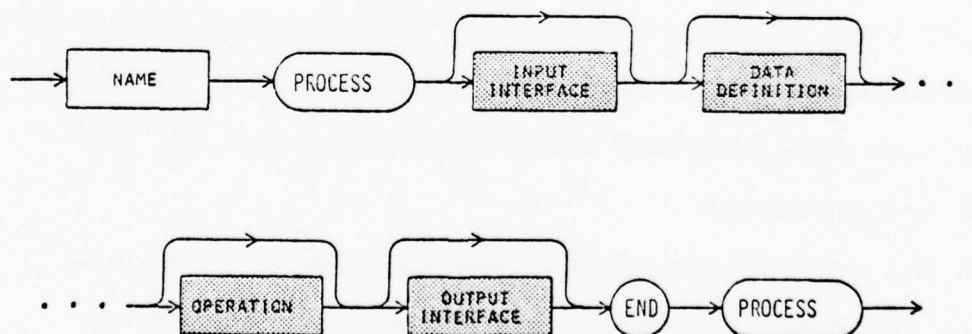 NAME
PROCESS
INPUT
INTERFACE
DATA
DEFINITION
. .
. . .
OPERATION
OUTPUT
INTERFACE
END
PROCESS